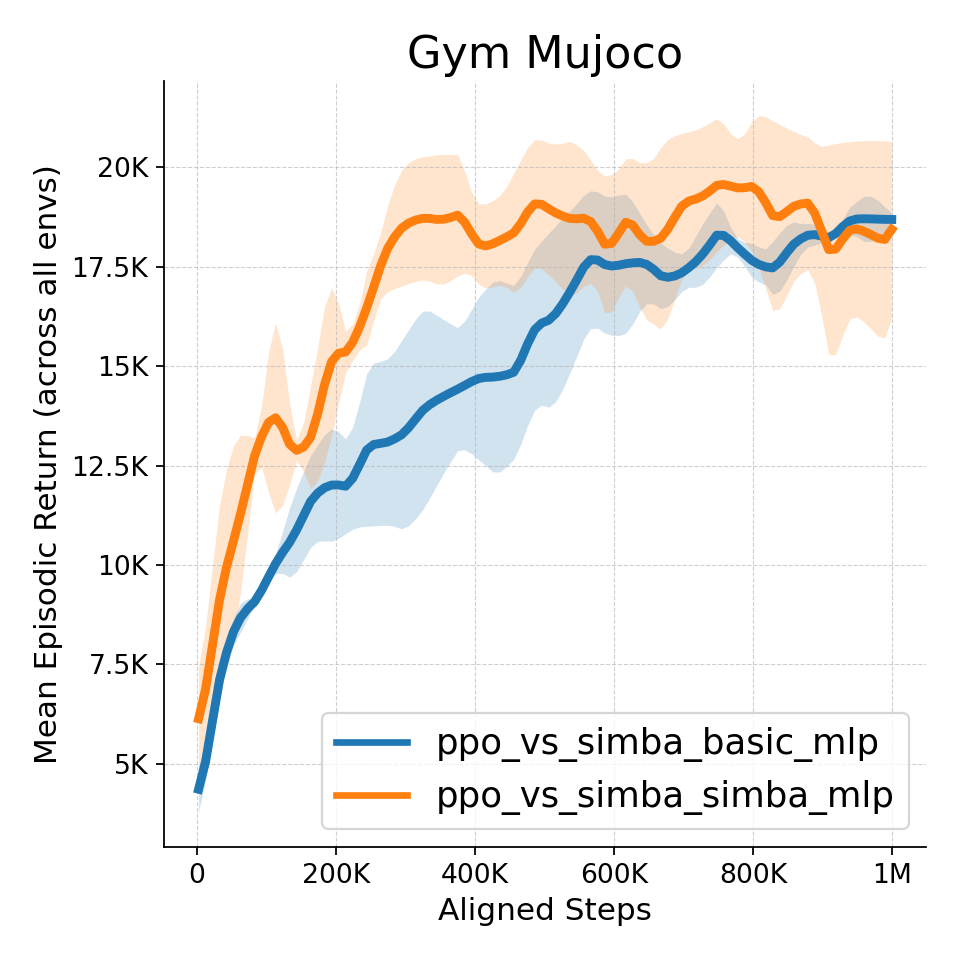 Gym Mujoco
Mean Episodic Return (across all envs)
20K
17.5K
15K
12.5K
10K
7.5K
5K
ppo_vs_simba_basic_mlp
ppo_vs_simba_simba_mlp
0
200K
400K
600K
800K
1M
Aligned Steps